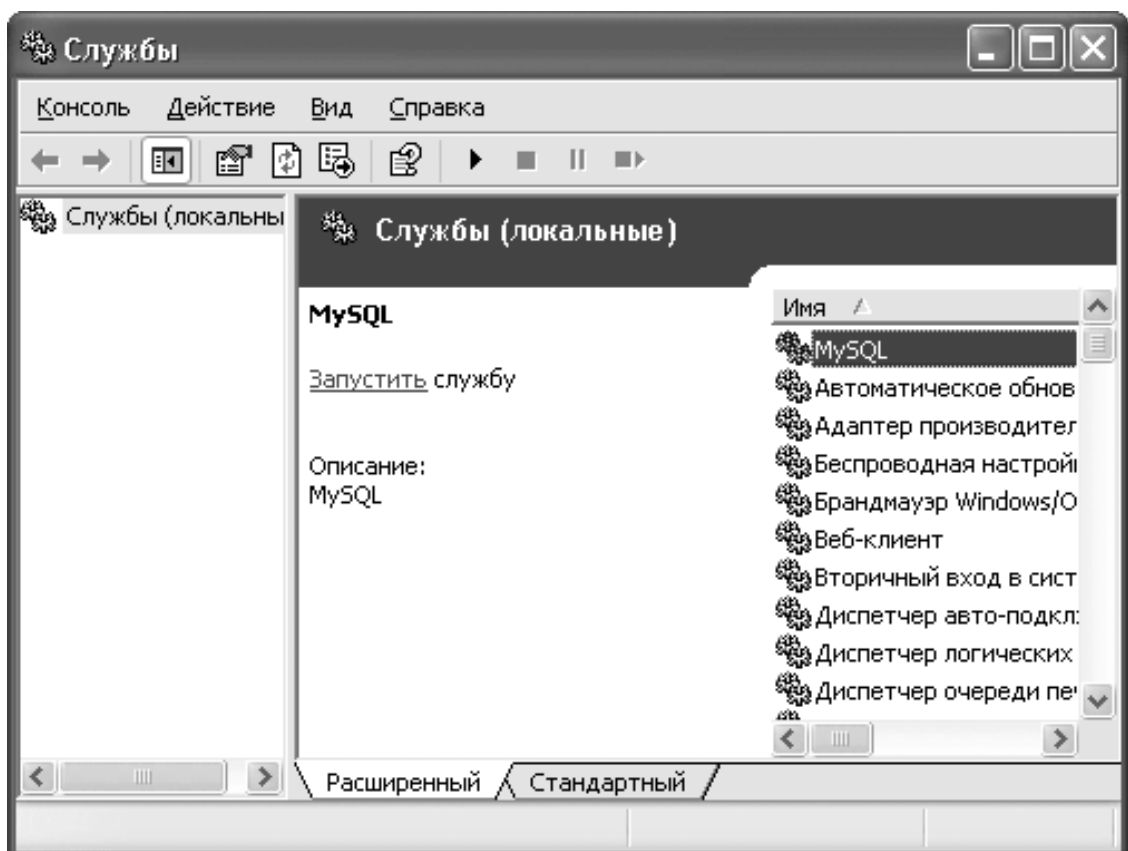 Службы
Консоль Действие Вид Справка
Службы (локальны
Службы (локальные)
MySQL
Запустить службу
Описание:
MySQL
Имя
MySQL
Автоматическое обнов
Адаптер производител
Беспроводная настрой
Брандмауэр Windows/О
Веб-клиент
Вторичный вход в сист
Диспетчер авто-подкл
Диспетчер логических
Диспетчер очереди пе
Расширенный Стандартный